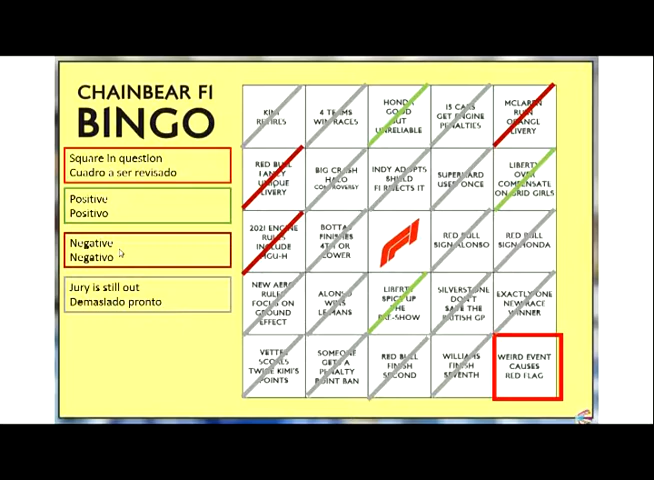 CHAINBEAR F1
BINGO
Square in question
Cuadro a ser revisado
Positive
Positivo
Negative
Negativo
Jury is still out
Demasiado pronto
KIMI
RETIRES
4 TEAMS
WIN RACES
HONDA
GOOD
BUT
UNRELIABLE
15 CARS
GET ENGINE
PENALTIES
MCLAREN
RUN
ORANGE
LIVERY
RED BULL
FANCY
UNIQUE
LIVERY
BIG CRASH
HALO
CONTROVERSY
INDY ADOPTS
SHIELD
F1 REJECTS IT
SUPERHARD
USED ONCE
LIBERTY
OVER
COMPENSATE
ON GRID GIRLS
2021 ENGINE
RULES
INCLUDE
MGU-H
BOTTAS
FINISHES
4TH OR
LOWER
RED BULL
SIGN ALONSO
RED BULL
SIGN HONDA
NEW AERO
RULES
FOCUS ON
GROUND
EFFECT
ALONSO
WINS
LE MANS
LIBERTY
SPICE UP
THE
PRE-SHOW
SILVERSTONE
DON'T
SAVE THE
BRITISH GP
EXACTLY ONE
NEW RACE
WINNER
VETTEL
SCORES
TWICE KIMI'S
POINTS
SOMEONE
GETS A
PENALTY
POINT BAN
RED BULL
FINISH
SECOND
WILLIAMS
FINISH
SEVENTH
WEIRD EVENT
CAUSES
RED FLAG